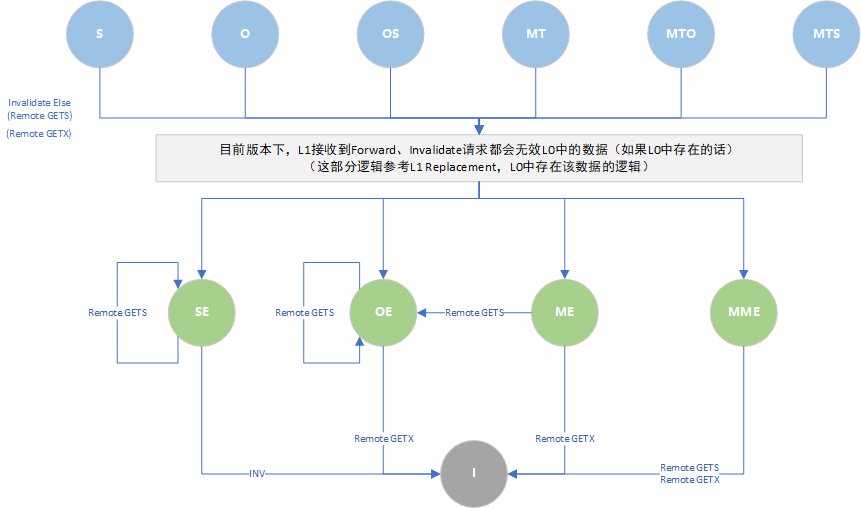 S
O
OS
MT
MTO
MTS
Invalidate Else
(Remote GETS)
(Remote GETX)
目前版本下，L1接收到Forward、Invalidate请求都会无效L0中的数据（如果L0中存在的话）
（这部分逻辑参考L1 Replacement，L0中存在该数据的逻辑）
SE
OE
ME
MME
Remote GETS
Remote GETS
Remote GETS
Remote GETX
Remote GETX
INV
I
Remote GETS
Remote GETX